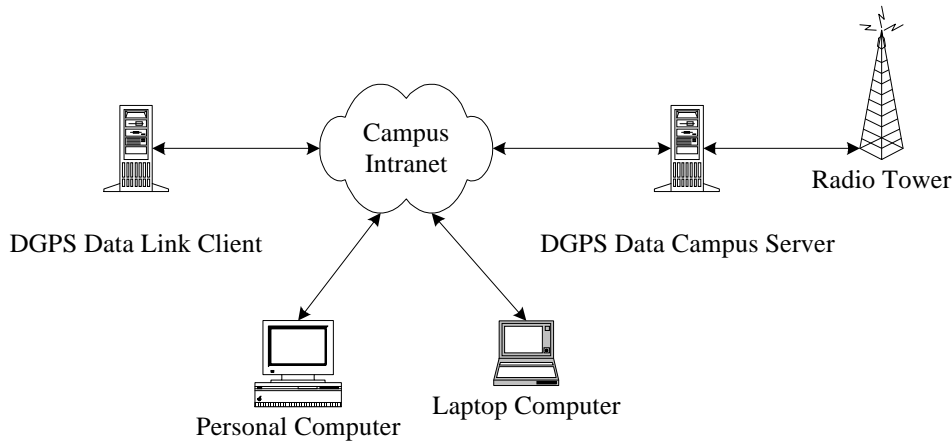 Campus
Intranet
Radio Tower
DGPS Data Link Client
DGPS Data Campus Server
Laptop Computer
Personal Computer